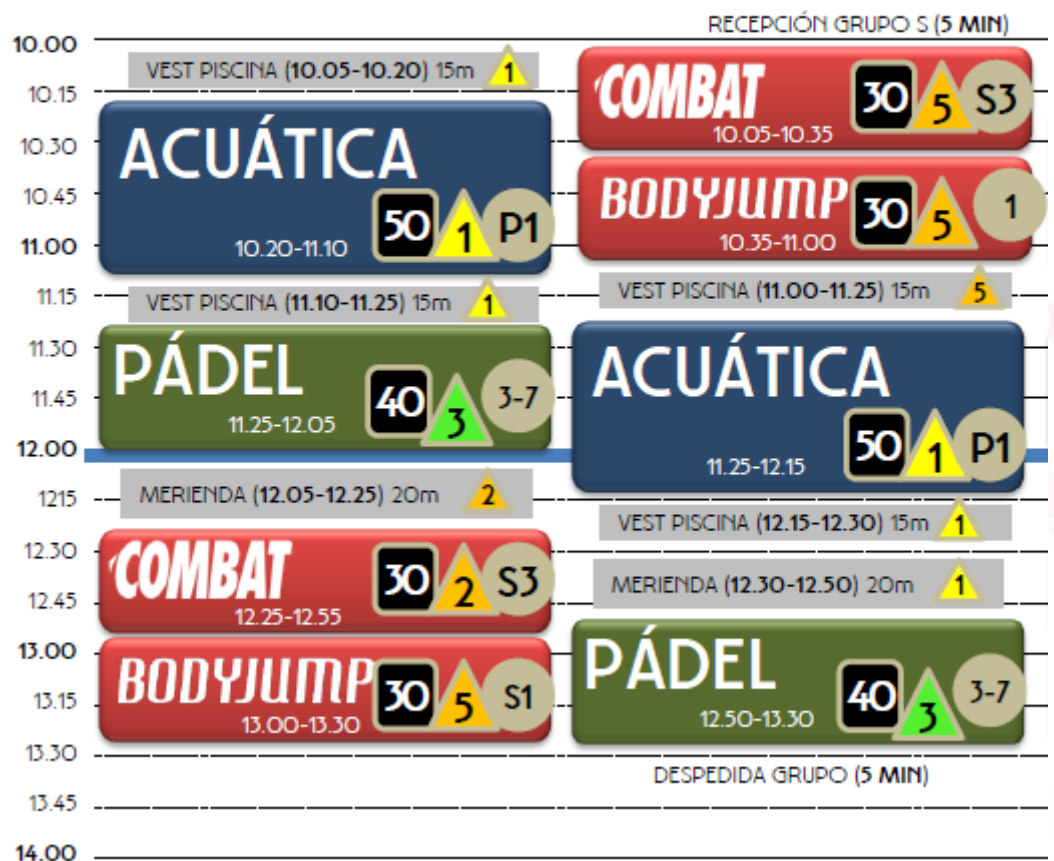 RECEPCIÓN GRUPO S (5 MIN)
10.00
10.15
10.30
10.45
11.00
11.15
11.30
11.45
12.00
1215
12.30
12.45
13.00
13.15
13.30
13.45
14.00
VEST PISCINA (10.05-10.20) 15m 1
ACUÁTICA
10.20-11.10 50 1 P1
VEST PISCINA (11.10-11.25) 15m 1
PÁDEL
11.25-12.05 40 3 3-7
MERIENDA (12.05-12.25) 20m 2
COMBAT 30 2 S3
12.25-12.55
BODYJUMP 30 5 S1
13.00-13.30
COMBAT 30 5 S3
10.05-10.35
BODYJUMP 30 5 1
10.35-11.00
VEST PISCINA (11.00-11.25) 15m 5
ACUÁTICA
11.25-12.15 50 1 P1
VEST PISCINA (12.15-12.30) 15m 1
MERIENDA (12.30-12.50) 20m 1
PÁDEL
12.50-13.30 40 3 3-7
DESPEDIDA GRUPO (5 MIN)